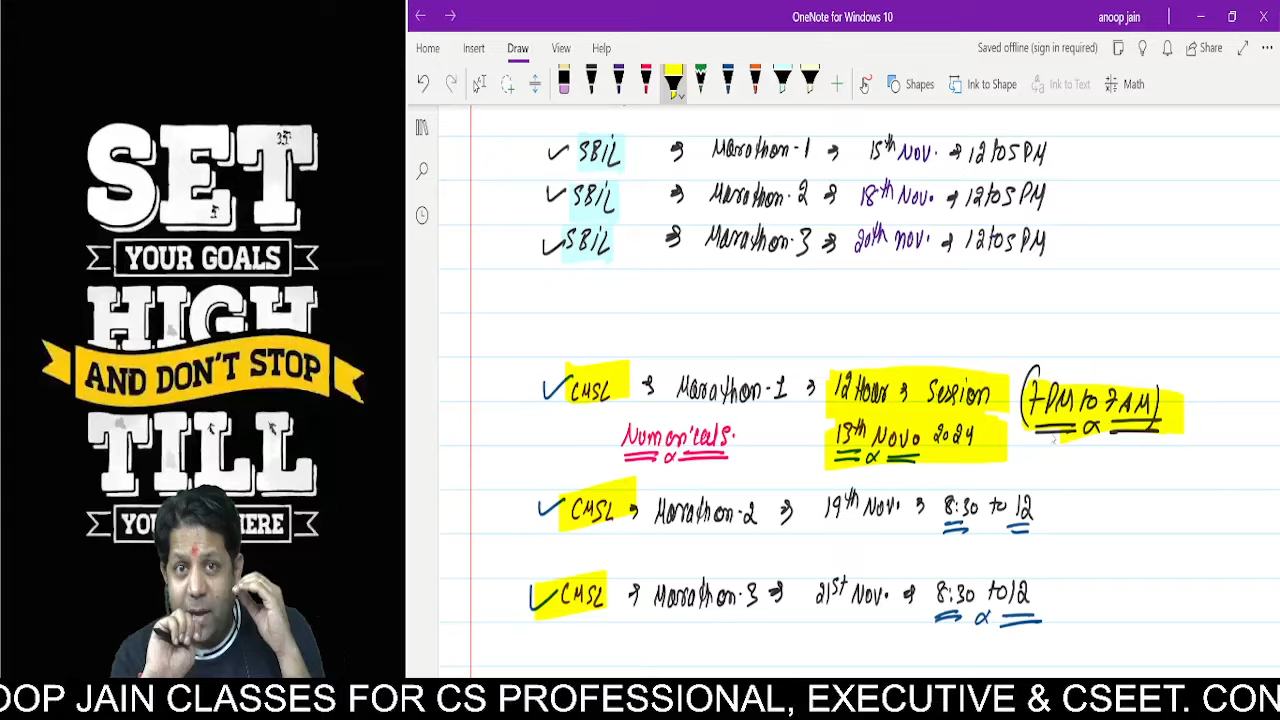 OneNote for Windows 10
anoop jain
Home Insert Draw View Help
Saved offline (sign in required)
Share
Shapes
Ink to Shape
Ink to Text
Math
SET
YOUR GOALS
HIGH
AND DON'T STOP
TILL
SBIL → Marathon-1 → 15th Nov. → 12 to 5 PM
SBIL → Marathon-2 → 18th Nov. → 12 to 5 PM
SBIL → Marathon-3 → 20th Nov. → 12 to 5 PM
CMSL → Marathon-1 → 12 Hour → Session (7 PM to 7 AM)
Numericals. 13th Nov. 2024
CMSL → Marathon-2 → 19th Nov. → 8:30 to 12
CMSL → Marathon-3 → 21st Nov. → 8:30 to 12
OOP JAIN CLASSES FOR CS PROFESSIONAL, EXECUTIVE & CSEET. CON